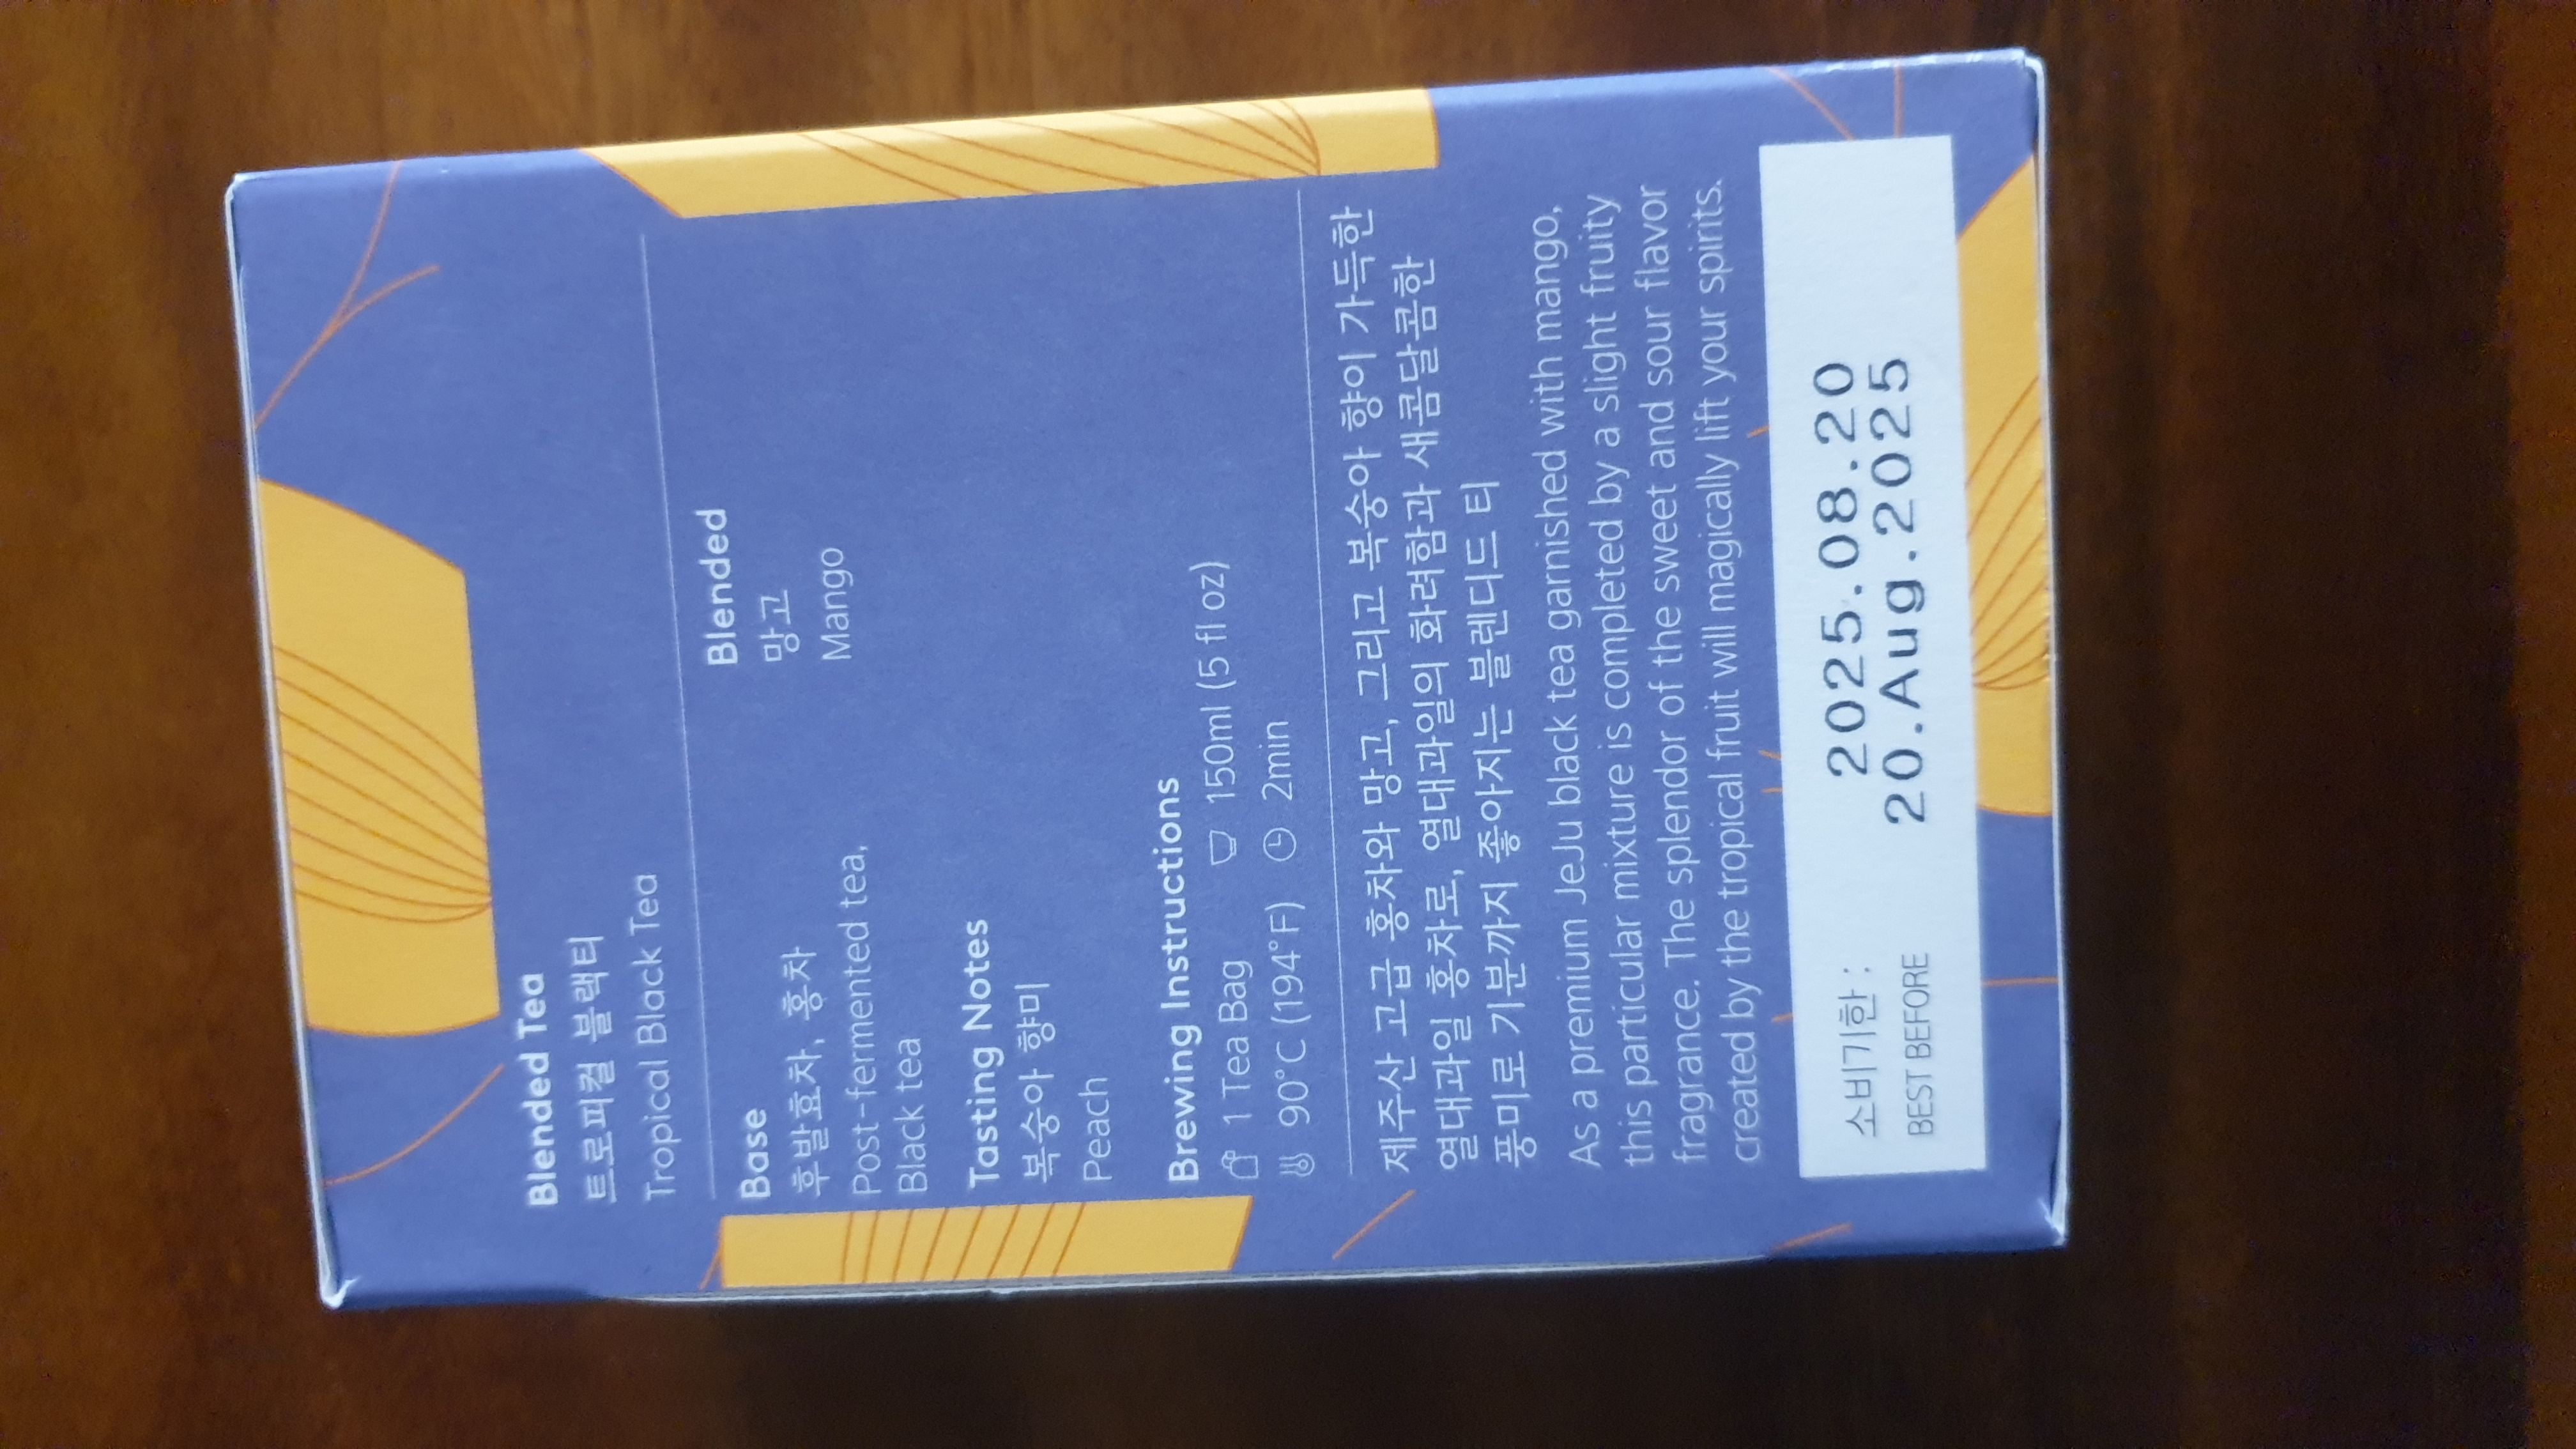 Blended Tea
트로피컬 블랙티
Tropical Black Tea
Base
후발효차, 홍차
Post-fermented tea,
Black tea
Blended
망고
Mango
Tasting Notes
복숭아 향미
Peach
Brewing Instructions
1 Tea Bag 150ml (5 fl oz)
90°C (194°F) 2min
제주산 고급 홍차와 망고, 그리고 복숭아 향이 가득한
열대과일 홍차로, 열대과일의 화려함과 새콤달콤한
풍미로 기분까지 좋아지는 블렌디드 티
As a premium JeJu black tea garnished with mango,
this particular mixture is completed by a slight fruity
fragrance. The splendor of the sweet and sour flavor
created by the tropical fruit will magically lift your spirits.
소비기한 : 2025.08.20
BEST BEFORE 20.Aug.2025